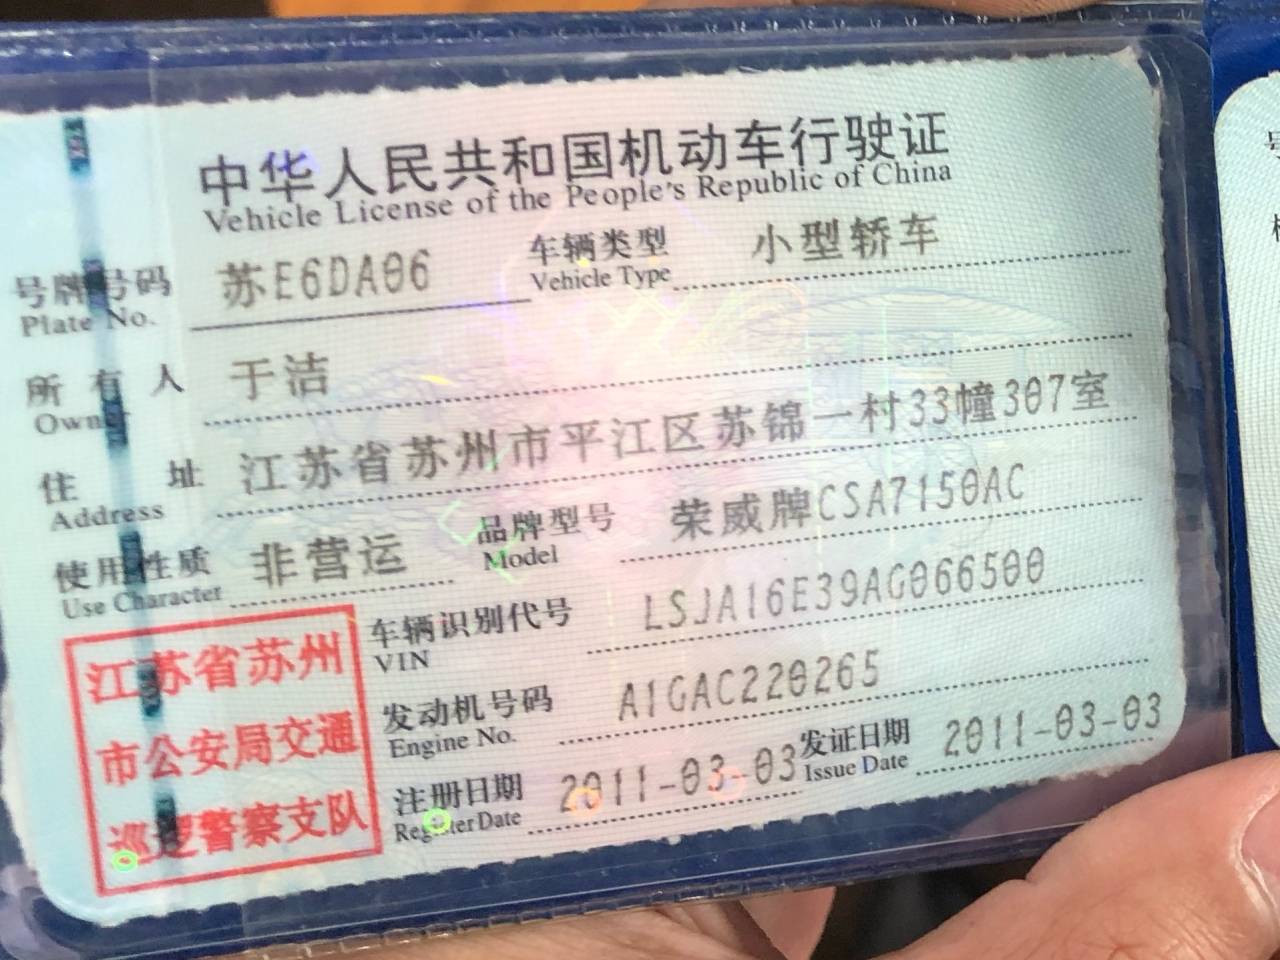 中华人民共和国机动车行驶证
Vehicle License of the People's Republic of China
号牌号码 苏E6DA06 车辆类型 小型轿车
Plate No. Vehicle Type
所有人 于洁
Owner
住址 江苏省苏州市平江区苏锦一村33幢307室
Address
使用性质 非营运 品牌型号 荣威牌CSA7150AC
Use Character Model
车辆识别代号 LSJA16E39AG066500
VIN
发动机号码 A1GAC220265
Engine No.
注册日期 2011-03-03 发证日期 2011-03-03
Register Date Issue Date
江苏省苏州
市公安局交通
巡逻警察支队